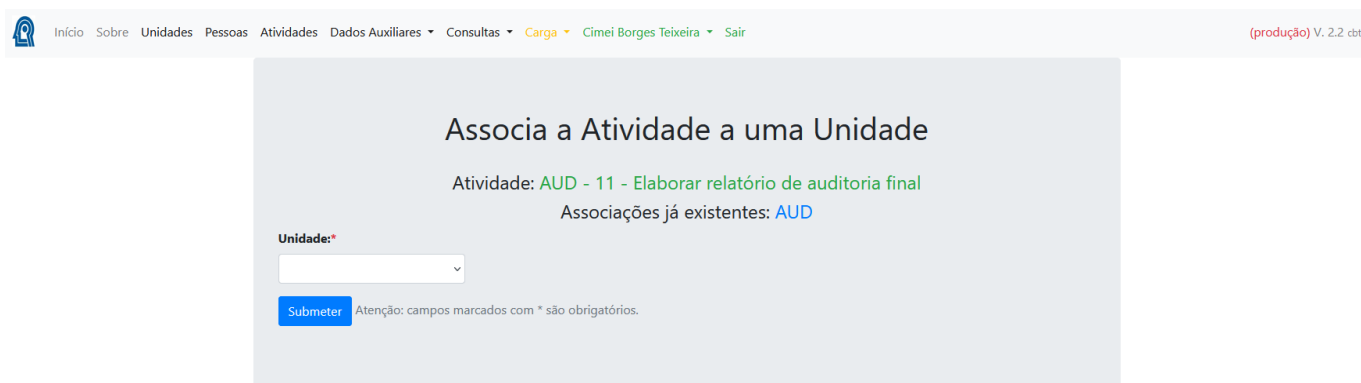 Início Sobre Unidades Pessoas Atividades Dados Auxiliares Consultas Carga Cimei Borges Teixeira Sair (produção) V. 2.2 cbt
Associa a Atividade a uma Unidade
Atividade: AUD - 11 - Elaborar relatório de auditoria final
Associações já existentes: AUD
Unidade:*
Submeter Atenção: campos marcados com * são obrigatórios.